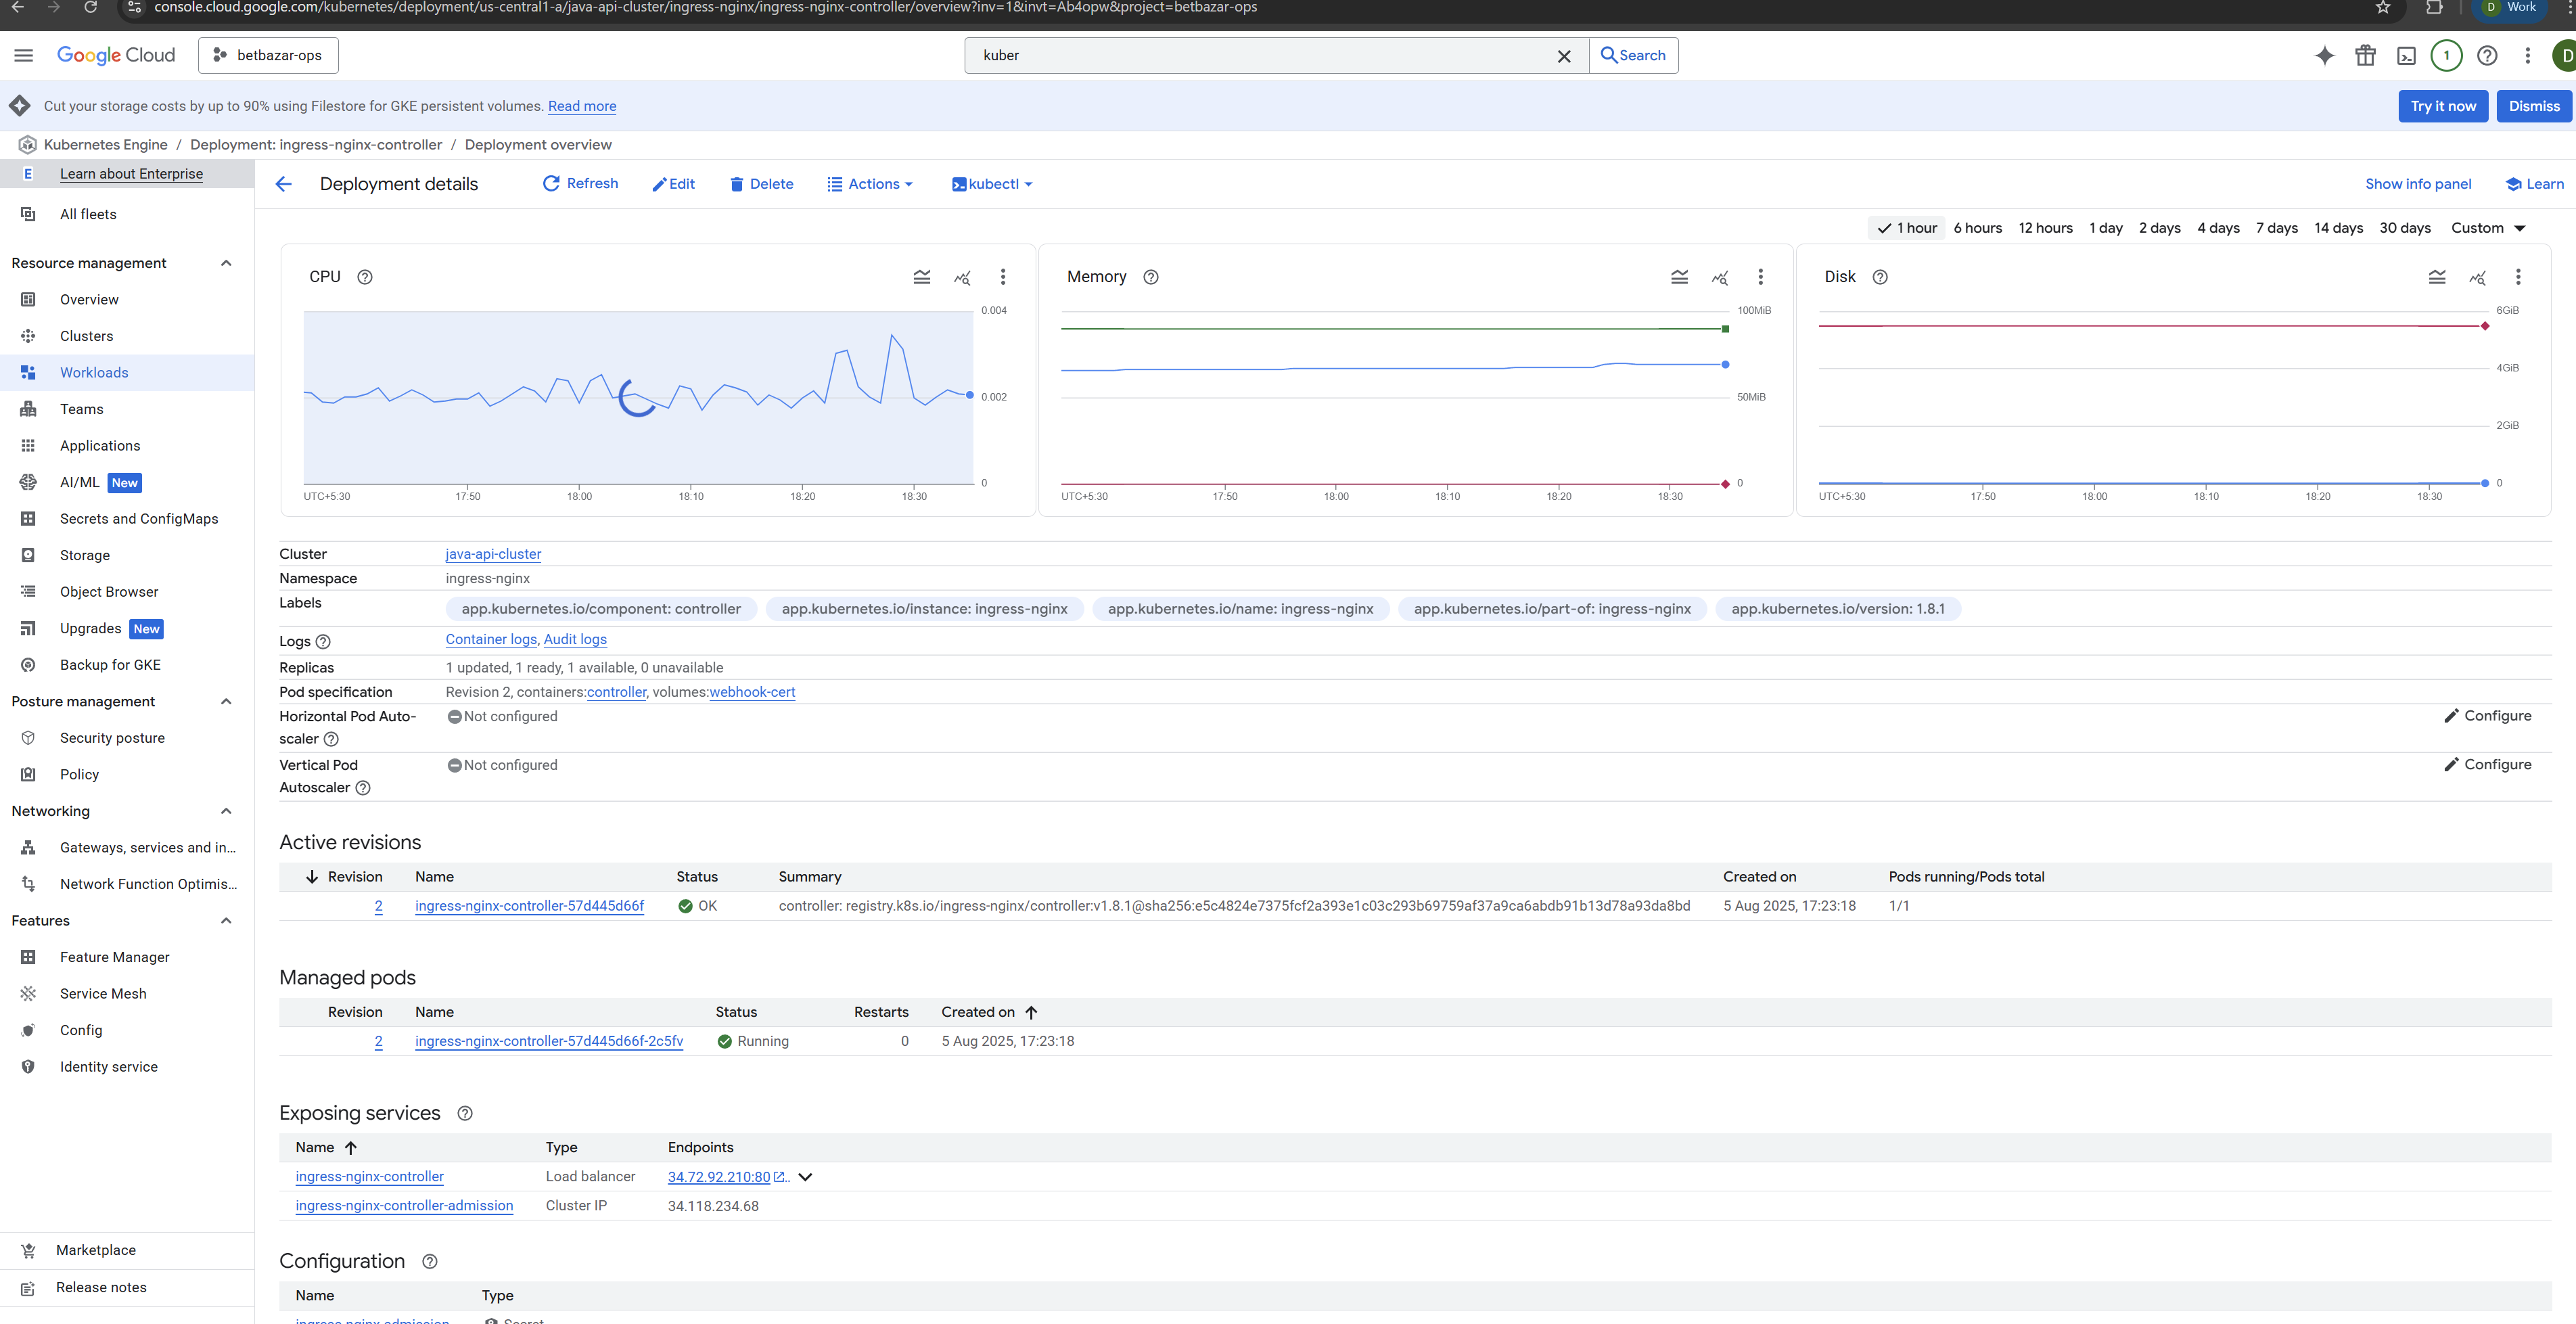 console.cloud.google.com/kubernetes/deployment/us-central1-a/java-api-cluster/ingress-nginx/ingress-nginx-controller/overview?inv=1&invt=Ab4opw&project=betbazar-ops
D Work
Google Cloud
betbazar-ops
kuber
Search
1
D
Cut your storage costs by up to 90% using Filestore for GKE persistent volumes. Read more
Try it now
Dismiss
Kubernetes Engine / Deployment: ingress-nginx-controller / Deployment overview
E Learn about Enterprise
All fleets
Resource management
Overview
Clusters
Workloads
Teams
Applications
AI/ML New
Secrets and ConfigMaps
Storage
Object Browser
Upgrades New
Backup for GKE
Posture management
Security posture
Policy
Networking
Gateways, services and in...
Network Function Optimis...
Features
Feature Manager
Service Mesh
Config
Identity service
Marketplace
Release notes
Deployment details
Refresh
Edit
Delete
Actions
kubectl
Show info panel
Learn
1 hour 6 hours 12 hours 1 day 2 days 4 days 7 days 14 days 30 days Custom
CPU
0.004
0.002
0
UTC+5:30 17:50 18:00 18:10 18:20 18:30
Memory
100MiB
50MiB
0
UTC+5:30 17:50 18:00 18:10 18:20 18:30
Disk
6GiB
4GiB
2GiB
0
UTC+5:30 17:50 18:00 18:10 18:20 18:30
Cluster java-api-cluster
Namespace ingress-nginx
Labels app.kubernetes.io/component: controller app.kubernetes.io/instance: ingress-nginx app.kubernetes.io/name: ingress-nginx app.kubernetes.io/part-of: ingress-nginx app.kubernetes.io/version: 1.8.1
Logs Container logs, Audit logs
Replicas 1 updated, 1 ready, 1 available, 0 unavailable
Pod specification Revision 2, containers:controller, volumes:webhook-cert
Horizontal Pod Auto- Not configured Configure
scaler
Vertical Pod Not configured Configure
Autoscaler
Active revisions
Revision Name Status Summary Created on Pods running/Pods total
2 ingress-nginx-controller-57d445d66f OK controller: registry.k8s.io/ingress-nginx/controller:v1.8.1@sha256:e5c4824e7375fcf2a393e1c03c293b69759af37a9ca6abdb91b13d78a93da8bd 5 Aug 2025, 17:23:18 1/1
Managed pods
Revision Name Status Restarts Created on
2 ingress-nginx-controller-57d445d66f-2c5fv Running 0 5 Aug 2025, 17:23:18
Exposing services
Name Type Endpoints
ingress-nginx-controller Load balancer 34.72.92.210:80 ..
ingress-nginx-controller-admission Cluster IP 34.118.234.68
Configuration
Name Type
ingress-nginx-admission Secret